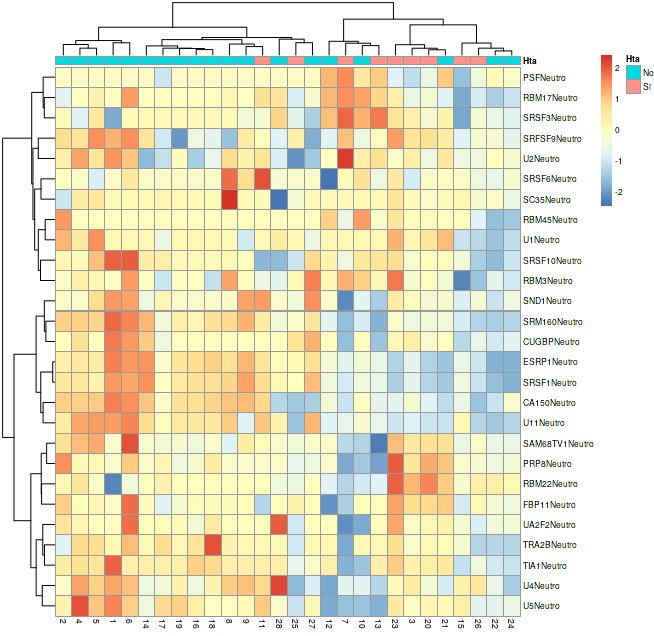 Hta
PSFNeutro
RBM17Neutro
SRSF3Neutro
SRFSF9Neutro
U2Neutro
SRSF6Neutro
SC35Neutro
RBM45Neutro
U1Neutro
SRSF10Neutro
RBM3Neutro
SND1Neutro
SRM160Neutro
CUGBPNeutro
ESRP1Neutro
SRSF1Neutro
CA150Neutro
U11Neutro
SAM68TV1Neutro
PRP8Neutro
RBM22Neutro
FBP11Neutro
UA2F2Neutro
TRA2BNeutro
TIA1Neutro
U4Neutro
U5Neutro
2 4 5 1 6 14 17 19 16 18 8 9 11 28 25 27 12 7 10 13 23 3 20 21 15 26 22 24
2
1
0
-1
-2
Hta
No
Si